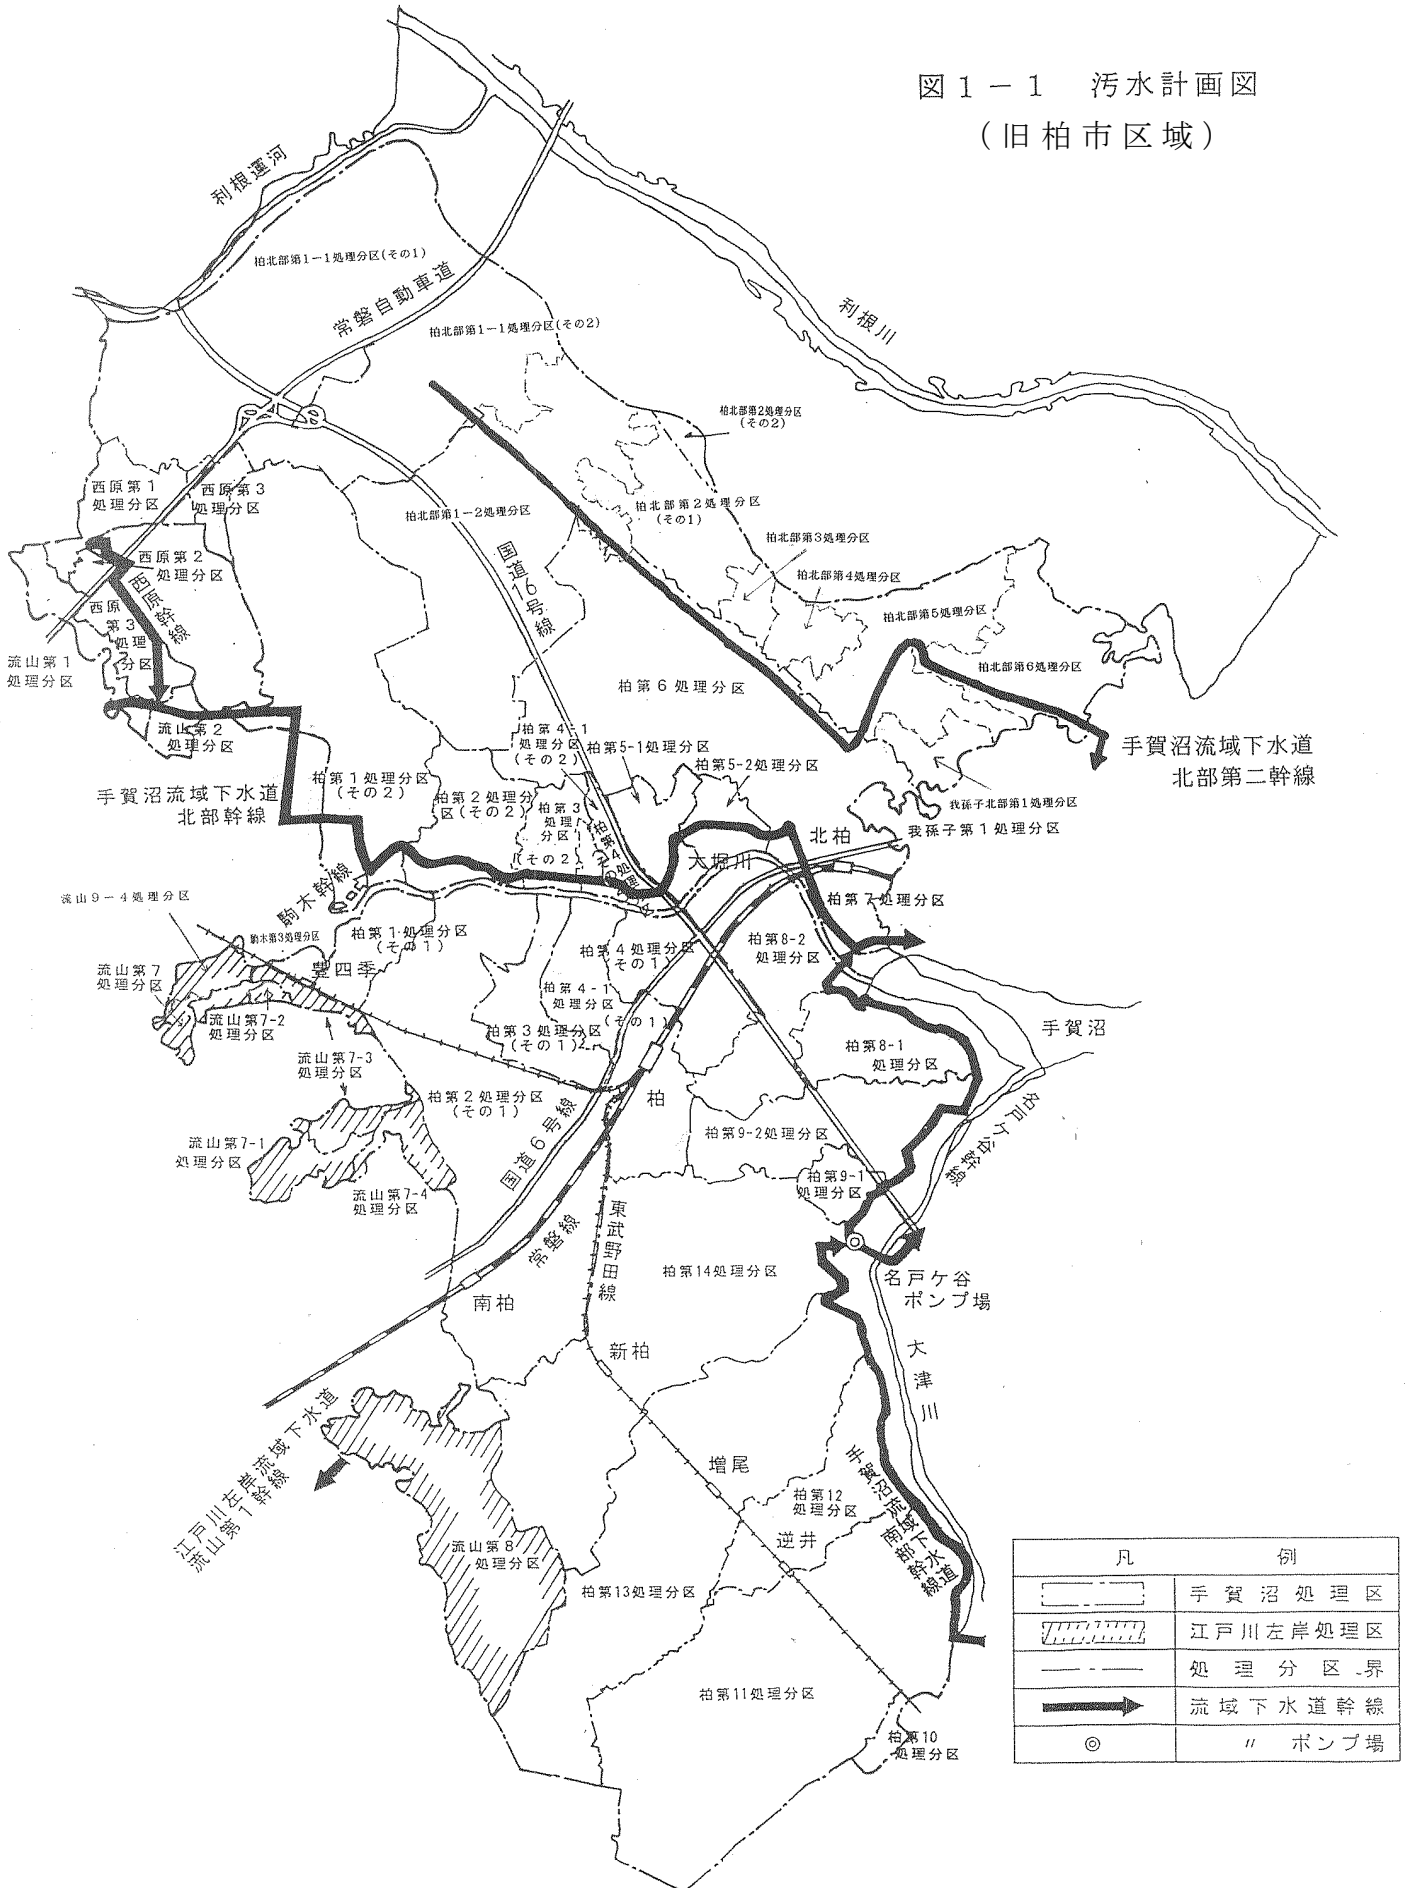 図1－1 汚水計画図
(旧柏市区域)
利根運河
柏北部第1－1処理分区(その1)
常磐自動車道
柏北部第1－1処理分区(その2)
利根川
柏北部第2処理分区
(その2)
西原第1
処理分区
西原第3
処理分区
柏北部第1－2処理分区
柏北部第2処理分区
(その1)
国道16号線
柏北部第3処理分区
西原第2
処理分区
柏北部第4処理分区
西原幹線
西原
第3
処理
分区
柏北部第5処理分区
流山第1
処理分区
柏北部第6処理分区
柏第6処理分区
流山第2
処理分区
柏第4-1
処理分区
(その2)
柏第5-1処理分区
柏第5-2処理分区
手賀沼流域下水道
北部第二幹線
柏第1処理分区
(その2)
手賀沼流域下水道
北部幹線
柏第2処理分
区(その2)
柏第3
処理
分区
(その2)
我孫子北部第1処理分区
北柏
我孫子第1処理分区
大堀川
駒木幹線
流山9－4処理分区
柏第7処理分区
柏第1処理分区
(その1)
駒木第3処理分区
柏第4処理分区
(その1)
柏第8-2
処理分区
流山第7
処理分区
豊四季
柏第4-1
処理分区
(その1)
流山第7-2
処理分区
柏第3処理分区
(その1)
手賀沼
柏第8-1
処理分区
流山第7-3
処理分区
柏第2処理分区
(その1)
柏
名戸ケ谷幹線
国道6号線
柏第9-2処理分区
流山第7-1
処理分区
柏第9-1
処理分区
流山第7-4
処理分区
東武野田線
常磐線
柏第14処理分区
名戸ケ谷
ポンプ場
南柏
新柏
大津川
江戸川左岸流域下水道
流山第1幹線
増尾
柏第12
処理分区
手賀沼流域下水道
南部幹線
逆井
流山第8
処理分区
柏第13処理分区
柏第11処理分区
柏第10
処理分区
凡例
手賀沼処理区
江戸川左岸処理区
処理分区界
流域下水道幹線
〃 ポンプ場